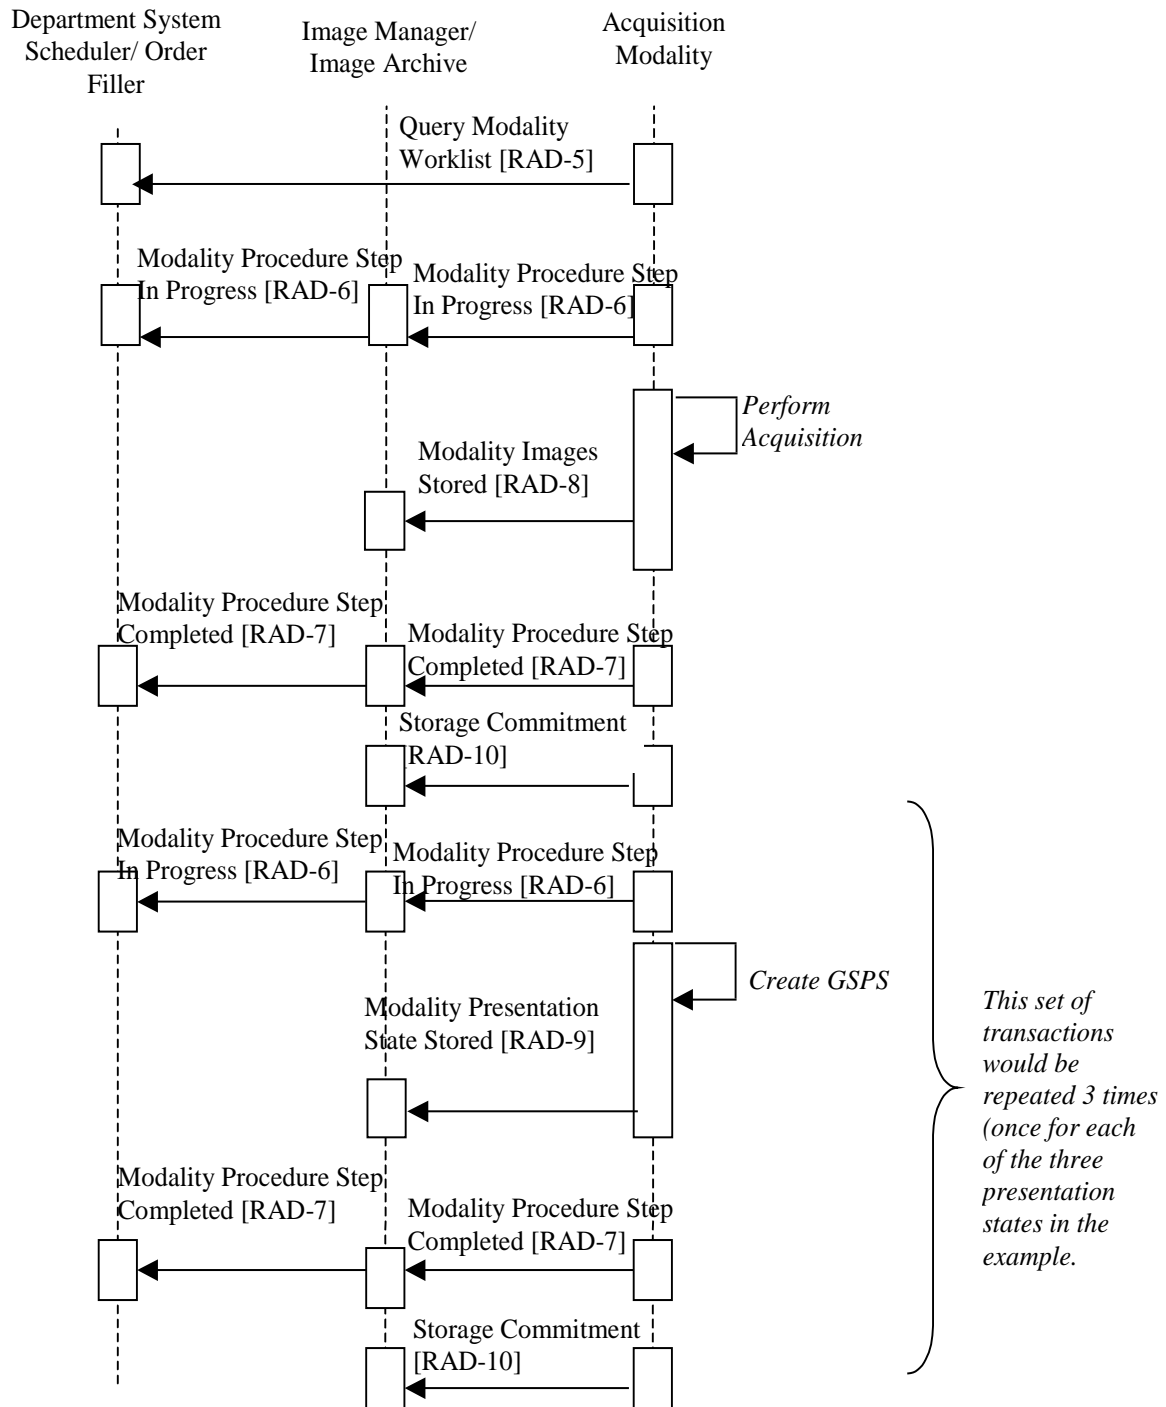 Department System
Scheduler/ Order
Filler
Image Manager/
Image Archive
Acquisition
Modality
Query Modality
Worklist [RAD-5]
Modality Procedure Step
In Progress [RAD-6]
Modality Procedure Step
In Progress [RAD-6]
Perform
Acquisition
Modality Images
Stored [RAD-8]
Modality Procedure Step
Completed [RAD-7]
Modality Procedure Step
Completed [RAD-7]
Storage Commitment
[RAD-10]
Modality Procedure Step
In Progress [RAD-6]
Modality Procedure Step
In Progress [RAD-6]
Create GSPS
Modality Presentation
State Stored [RAD-9]
This set of
transactions
would be
repeated 3 times
(once for each
of the three
presentation
states in the
example.
Modality Procedure Step
Completed [RAD-7]
Modality Procedure Step
Completed [RAD-7]
Storage Commitment
[RAD-10]